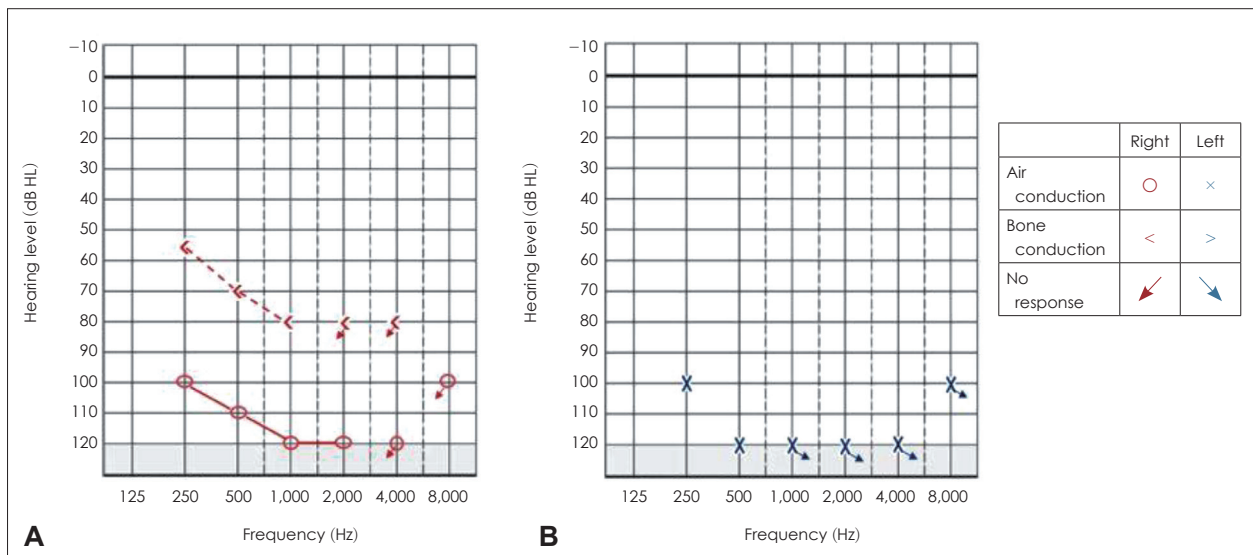 −10
0
10
20
30
40
50
60
70
80
90
100
110
120
Hearing level (dB HL)
125 250 500 1,000 2,000 4,000 8,000
Frequency (Hz)
A
−10
0
10
20
30
40
50
60
70
80
90
100
110
120
Hearing level (dB HL)
125 250 500 1,000 2,000 4,000 8,000
Frequency (Hz)
B
Right Left
Air
conduction
Bone
conduction
No
response